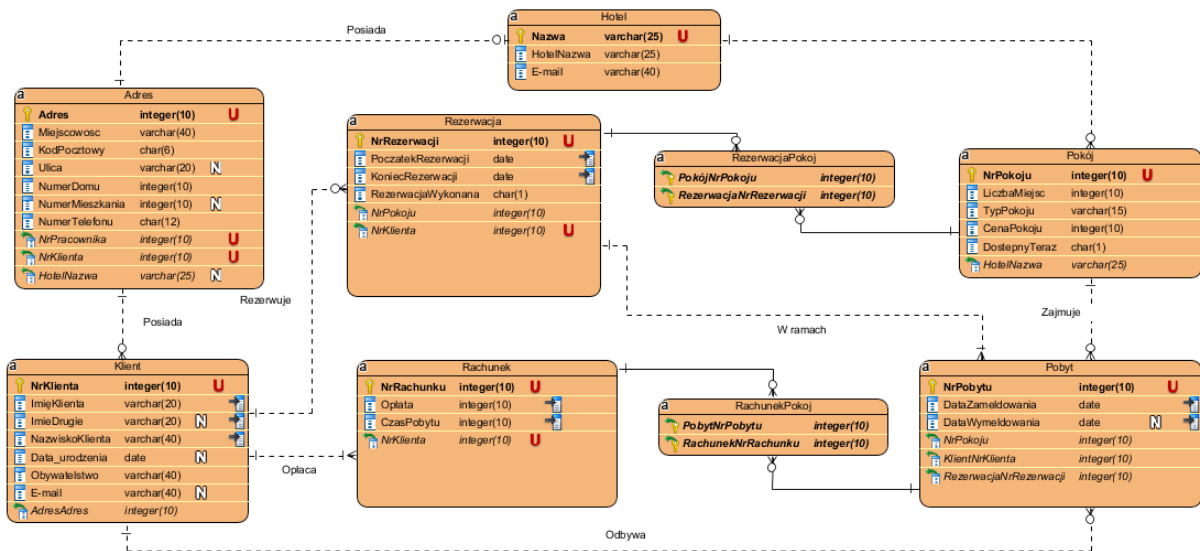 Posiada
a Hotel
Nazwa varchar(25) U
HotelNazwa varchar(25)
E-mail varchar(40)
a Adres
Adres integer(10) U
Miejscowosc varchar(40)
KodPocztowy char(6)
Ulica varchar(20) N
NumerDomu integer(10)
NumerMieszkania integer(10) N
NumerTelefonu char(12)
NrPracownika integer(10) U
NrKlienta integer(10) U
HotelNazwa varchar(25) N
a Rezerwacja
NrRezerwacji integer(10) U
PoczatekRezerwacji date
KoniecRezerwacji date
RezerwacjaWykonana char(1)
NrPokoju integer(10)
NrKlienta integer(10) U
a RezerwacjaPokoj
PokójNrPokoju integer(10)
RezerwacjaNrRezerwacji integer(10)
a Pokój
NrPokoju integer(10) U
LiczbaMiejsc integer(10)
TypPokoju varchar(15)
CenaPokoju integer(10)
DostepnyTeraz char(1)
HotelNazwa varchar(25)
Rezerwuje
Posiada
W ramach
Zajmuje
a Klient
NrKlienta integer(10) U
ImięKlienta varchar(20)
ImieDrugie varchar(20) N
NazwiskoKlienta varchar(40)
Data_urodzenia date N
Obywatelstwo varchar(40)
E-mail varchar(40) N
AdresAdres integer(10)
Opłaca
a Rachunek
NrRachunku integer(10) U
Opłata integer(10)
CzasPobytu integer(10)
NrKlienta integer(10) U
a RachunekPokoj
PobytNrPobytu integer(10)
RachunekNrRachunku integer(10)
a Pobyt
NrPobytu integer(10) U
DataZameldowania date
DataWymeldowania date N
NrPokoju integer(10)
KlientNrKlienta integer(10)
RezerwacjaNrRezerwacji integer(10)
Odbywa